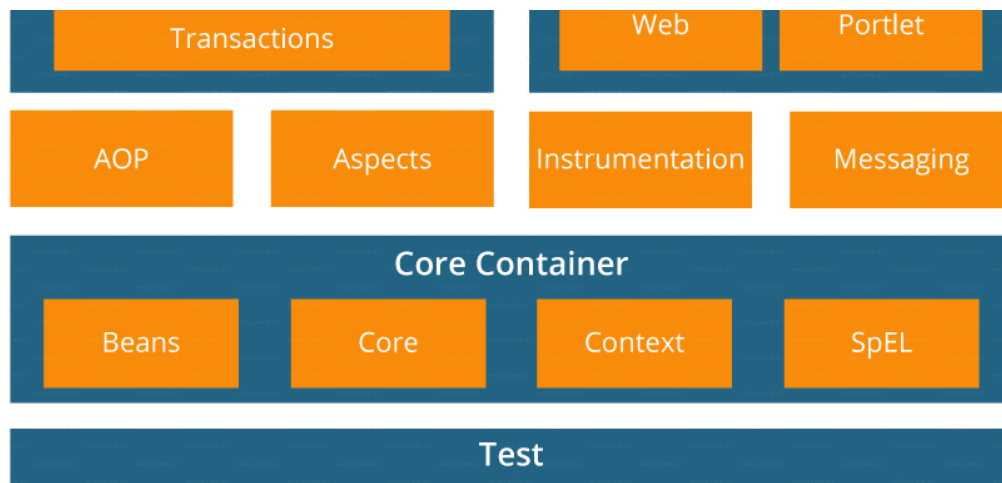 Transactions
Web
Portlet
AOP
Aspects
Instrumentation
Messaging
Core Container
Beans
Core
Context
SpEL
Test